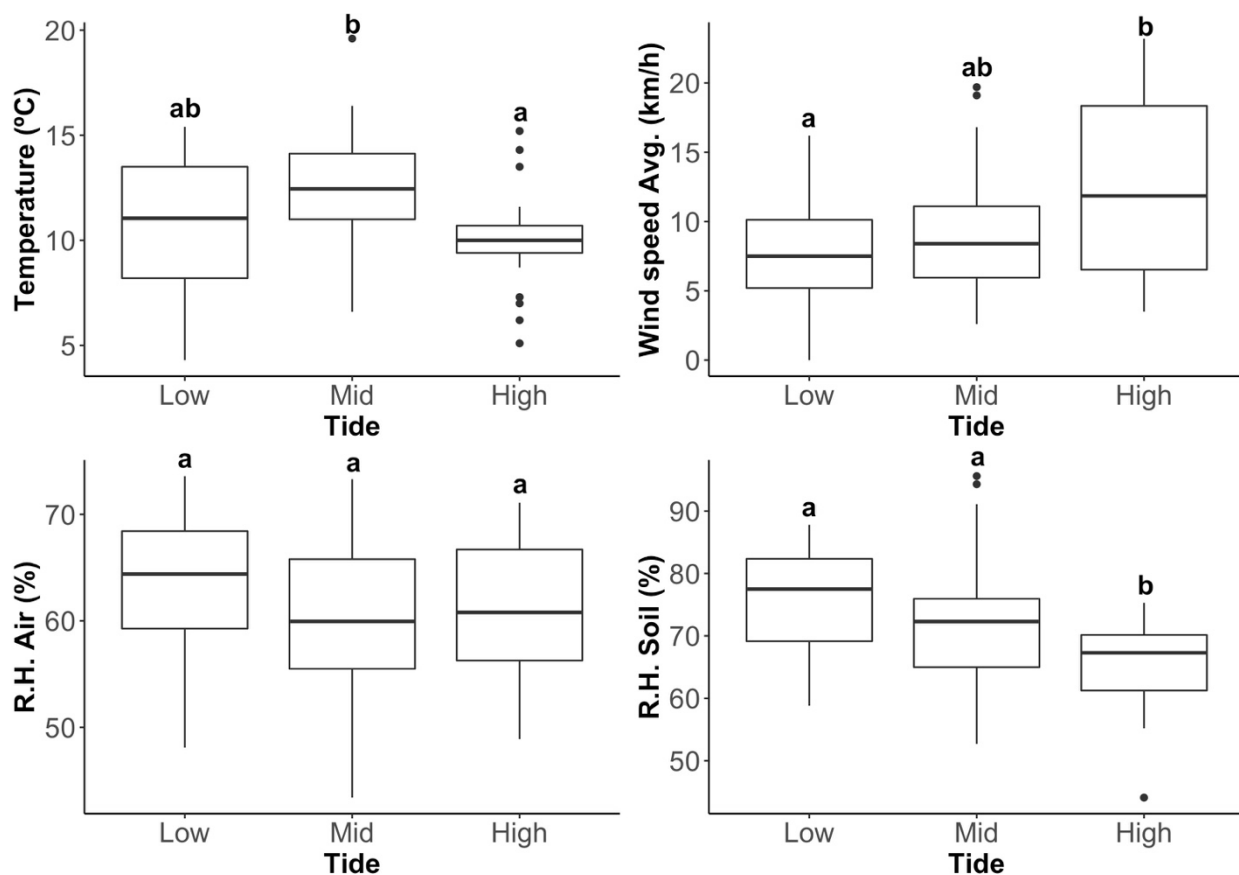 Temperature (ºC)
20
15
10
5
ab
b
a
Low Mid High
Tide
Wind speed Avg. (km/h)
20
15
10
5
0
a
ab
b
Low Mid High
Tide
R.H. Air (%)
70
60
50
a
a
a
Low Mid High
Tide
R.H. Soil (%)
90
80
70
60
50
a
a
b
Low Mid High
Tide